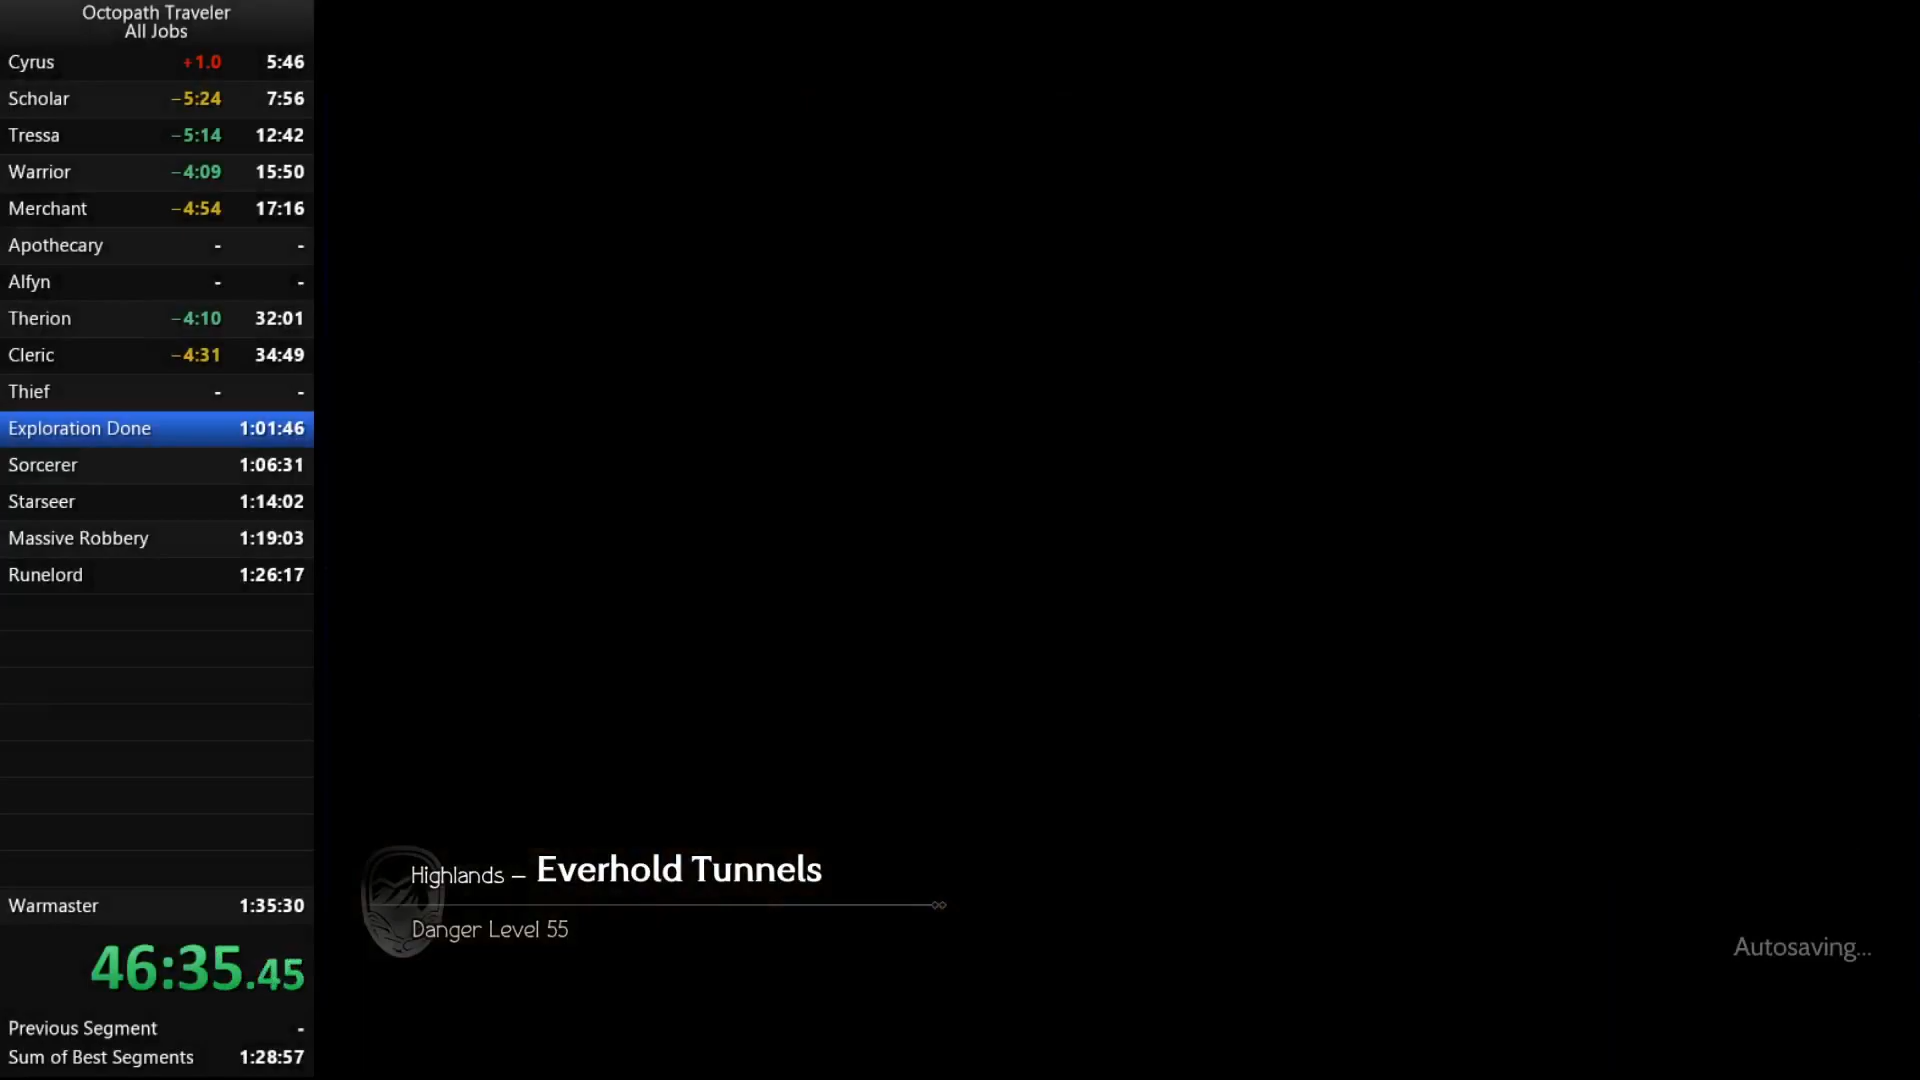 Octopath Traveler
All Jobs
Cyrus +1.0 5:46
Scholar −5:24 7:56
Tressa −5:14 12:42
Warrior −4:09 15:50
Merchant −4:54 17:16
Apothecary - -
Alfyn - -
Therion −4:10 32:01
Cleric −4:31 34:49
Thief - -
Exploration Done 1:01:46
Sorcerer 1:06:31
Starseer 1:14:02
Massive Robbery 1:19:03
Runelord 1:26:17
Warmaster 1:35:30
46:35.45
Previous Segment -
Sum of Best Segments 1:28:57
Highlands – Everhold Tunnels
Danger Level 55
Autosaving...